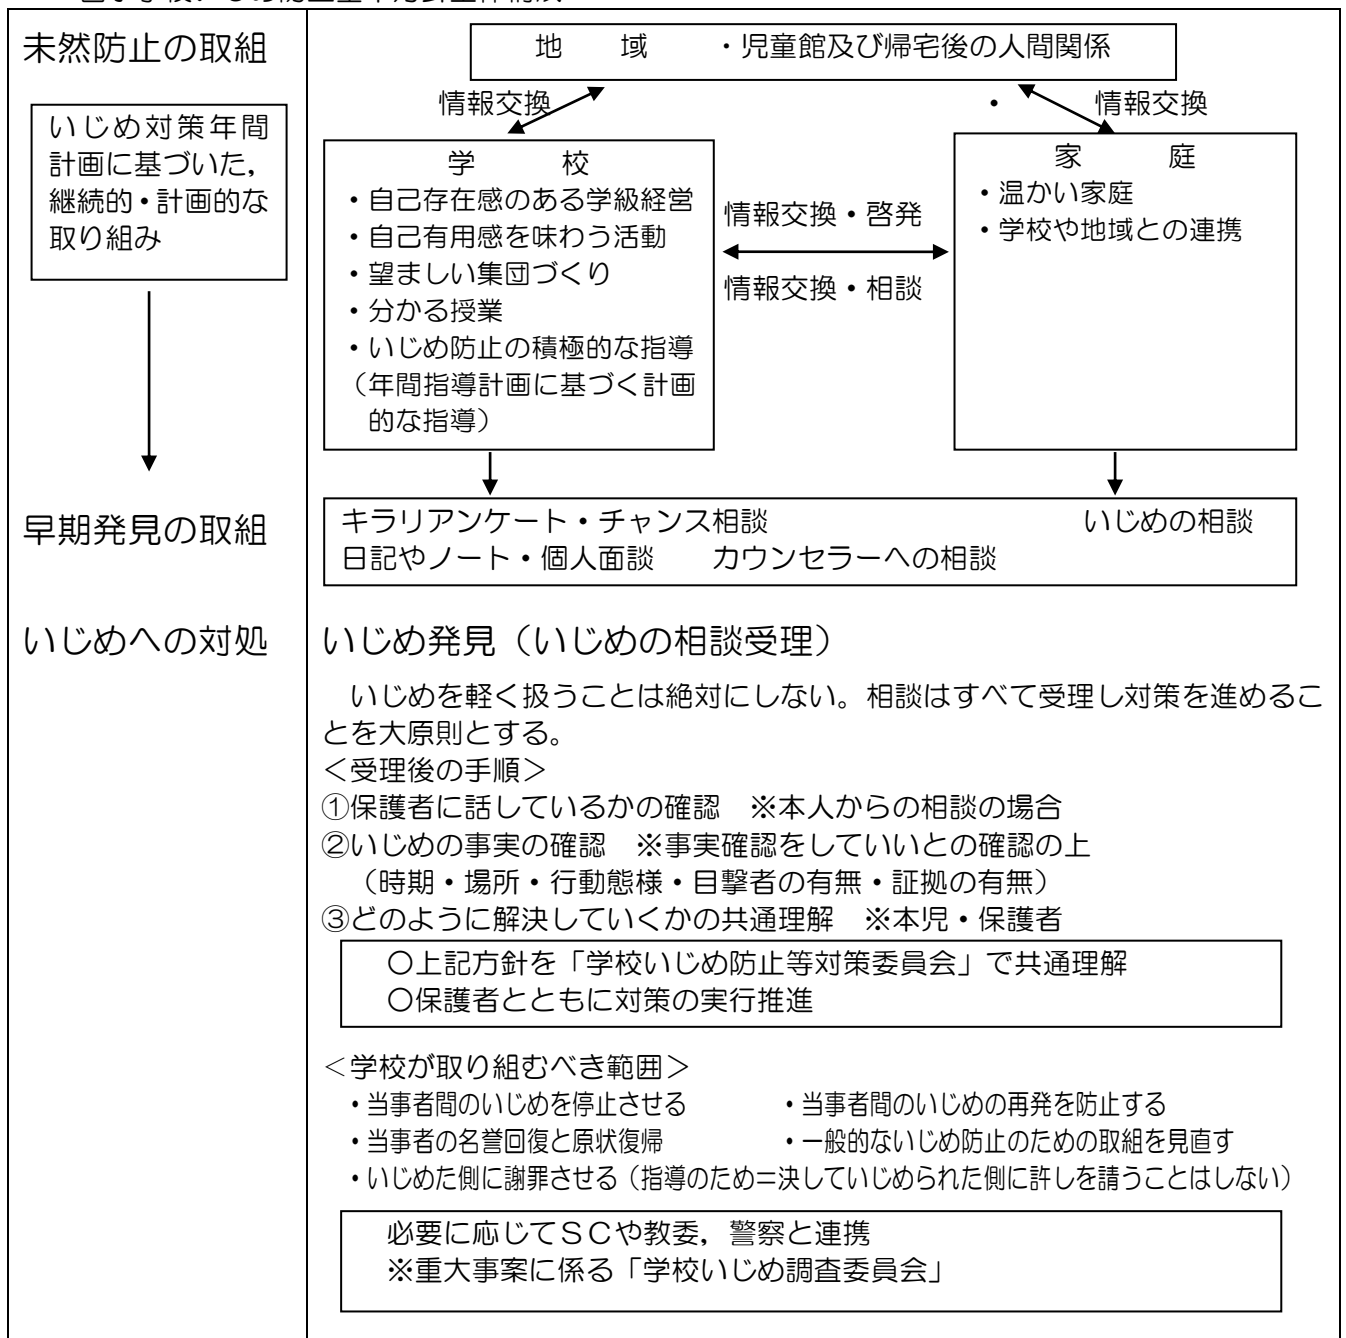 未然防止の取組
いじめ対策年間
計画に基づいた，
継続的・計画的な
取り組み
地　　域　　・児童館及び帰宅後の人間関係
情報交換
・　　　情報交換
学　　　校
・自己存在感のある学級経営
・自己有用感を味わう活動
・望ましい集団づくり
・分かる授業
・いじめ防止の積極的な指導
（年間指導計画に基づく計画
的な指導）
情報交換・啓発
情報交換・相談
家　　　庭
・温かい家庭
・学校や地域との連携
早期発見の取組
キラリアンケート・チャンス相談　　　　　　　　　　いじめの相談
日記やノート・個人面談　　カウンセラーへの相談
いじめへの対処
いじめ発見（いじめの相談受理）
いじめを軽く扱うことは絶対にしない。相談はすべて受理し対策を進めるこ
とを大原則とする。
＜受理後の手順＞
①保護者に話しているかの確認　※本人からの相談の場合
②いじめの事実の確認　※事実確認をしていいとの確認の上
（時期・場所・行動態様・目撃者の有無・証拠の有無）
③どのように解決していくかの共通理解　※本児・保護者
○上記方針を「学校いじめ防止等対策委員会」で共通理解
○保護者とともに対策の実行推進
＜学校が取り組むべき範囲＞
・当事者間のいじめを停止させる　　　　・当事者間のいじめの再発を防止する
・当事者の名誉回復と原状復帰　　　　　・一般的ないじめ防止のための取組を見直す
・いじめた側に謝罪させる（指導のため＝決していじめられた側に許しを請うことはしない）
必要に応じてＳＣや教委，警察と連携
※重大事案に係る「学校いじめ調査委員会」